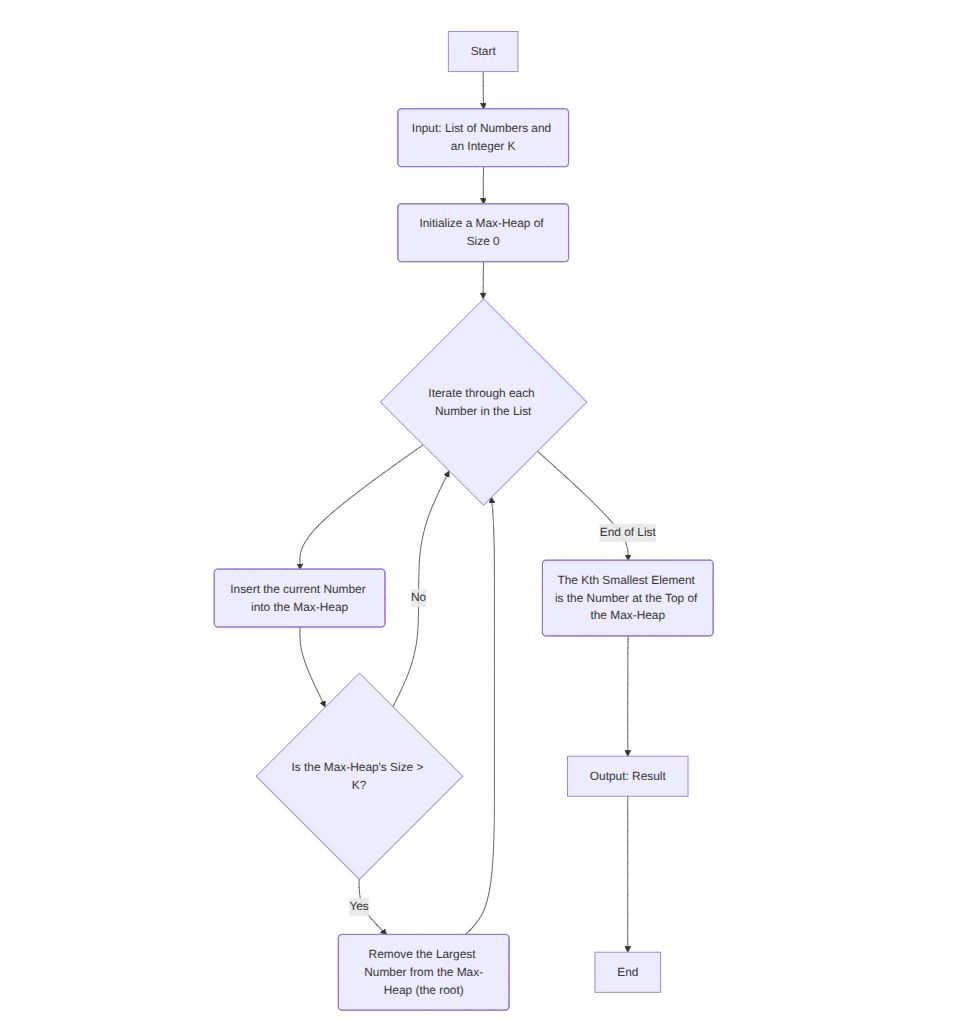 Start
Input: List of Numbers and
an Integer K
Initialize a Max-Heap of
Size 0
Iterate through each
Number in the List
End of List
Insert the current Number
into the Max-Heap
No
The Kth Smallest Element
is the Number at the Top of
the Max-Heap
Is the Max-Heap's Size >
K?
Output: Result
Yes
Remove the Largest
Number from the Max-
Heap (the root)
End